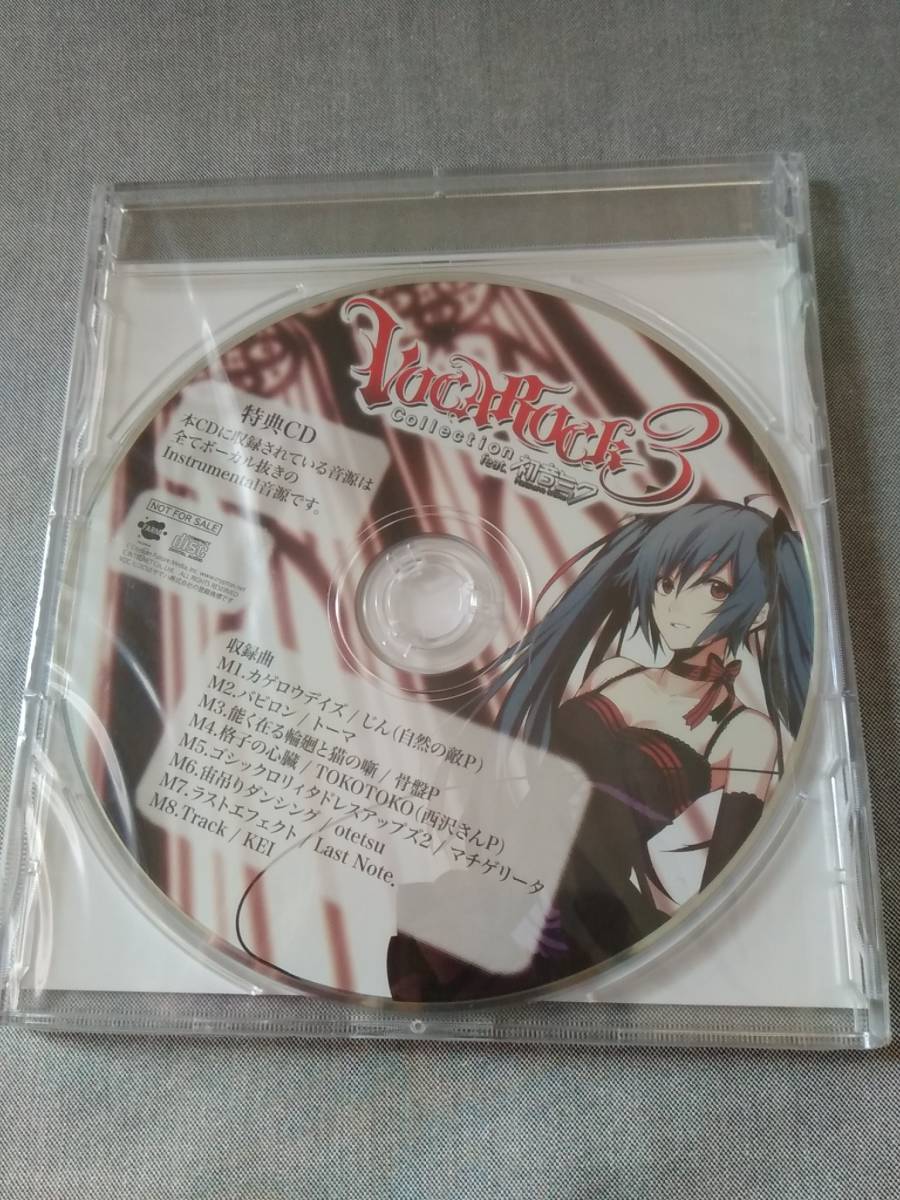 VOCAROCK
Collection 3
feat. 初音ミク
特典CD
本CDに収録されている音源は
全てボーカル抜きの
Instrumental音源です。
NOT FOR SALE
disc
収録曲
M1.カゲロウデイズ / じん(自然の敵P)
M2.バビロン / トーマ
M3.能く在る輪廻と猫の噺 / 骨盤P
M4.格子の心臓 / TOKOTOKO(西沢さんP)
M5.ゴシックロリィタドレスアップズ2 / マチゲリータ
M6.宙吊りダンシング / otetsu
M7.ラストエフェクト / Last Note.
M8.Track / KEI